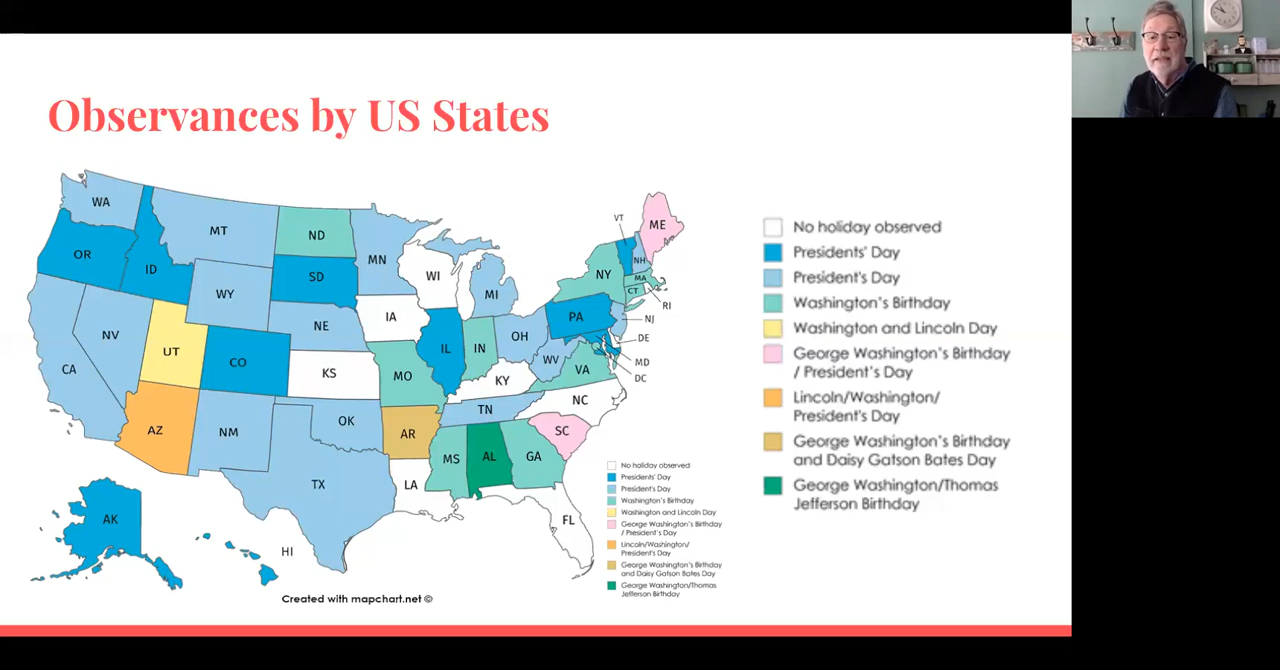 Observances by US States
WA
OR
ID
MT
WY
NV
CA
UT
CO
AZ
NM
ND
SD
NE
KS
OK
TX
MN
IA
MO
AR
LA
WI
IL
MI
IN
OH
KY
TN
MS
AL
GA
FL
SC
NC
VA
WV
PA
NY
VT
NH
ME
MA
CT
RI
NJ
DE
MD
DC
AK
HI
No holiday observed
Presidents' Day
President's Day
Washington's Birthday
Washington and Lincoln Day
George Washington's Birthday
/ President's Day
Lincoln/Washington/
President's Day
George Washington's Birthday
and Daisy Gatson Bates Day
George Washington/Thomas
Jefferson Birthday
Created with mapchart.net ©
No holiday observed
Presidents' Day
President's Day
Washington's Birthday
Washington and Lincoln Day
George Washington's Birthday
/ President's Day
Lincoln/Washington/
President's Day
George Washington's Birthday
and Daisy Gatson Bates Day
George Washington/Thomas
Jefferson Birthday